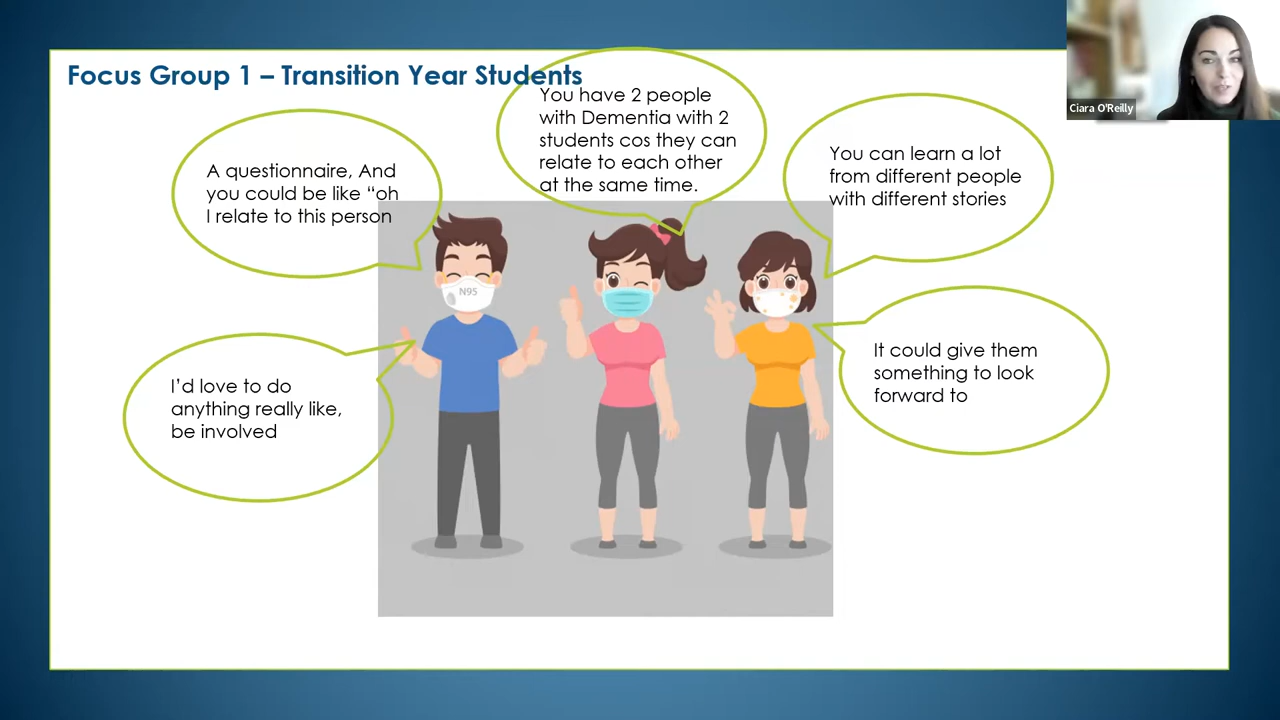 Focus Group 1 – Transition Year Students
Ciara O'Reilly
A questionnaire, And
you could be like “oh
I relate to this person
You have 2 people
with Dementia with 2
students cos they can
relate to each other
at the same time.
You can learn a lot
from different people
with different stories
N95
I’d love to do
anything really like,
be involved
It could give them
something to look
forward to